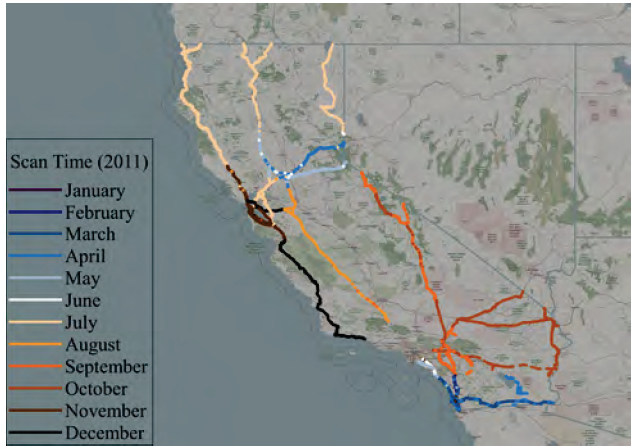 Scan Time (2011)
January
February
March
April
May
June
July
August
September
October
November
December